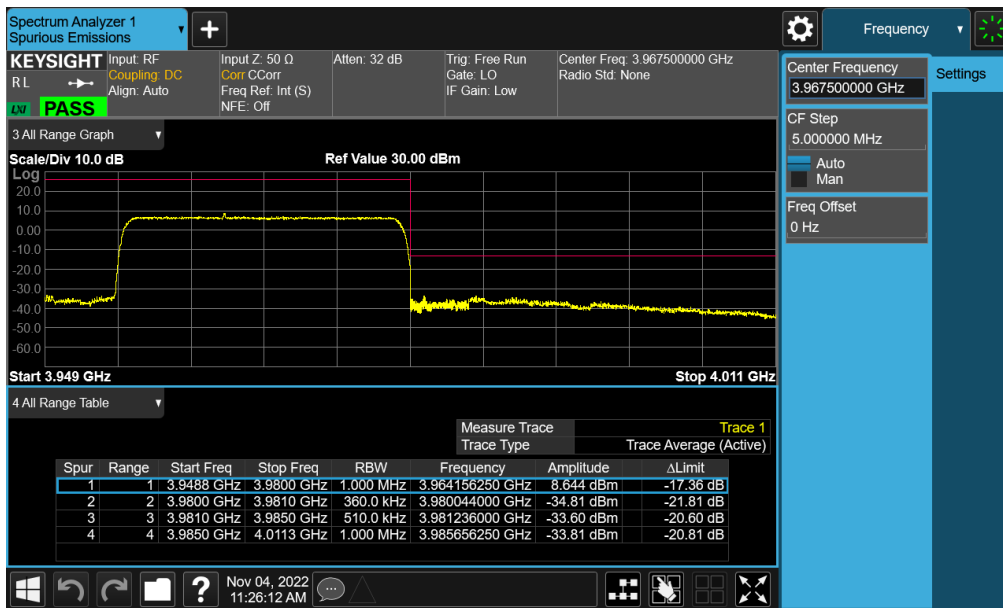 Spectrum Analyzer 1
Spurious Emissions
+
Frequency
KEYSIGHT Input: RF Input Z: 50 Ω Atten: 32 dB Trig: Free Run Center Freq: 3.967500000 GHz
R L Coupling: DC Corr CCorr Gate: LO Radio Std: None
Align: Auto Freq Ref: Int (S) IF Gain: Low
LXI PASS NFE: Off
Center Frequency
3.967500000 GHz
Settings
CF Step
5.000000 MHz
Auto
Man
Freq Offset
0 Hz
3 All Range Graph
Scale/Div 10.0 dB Ref Value 30.00 dBm
Log
20.0
10.0
0.00
-10.0
-20.0
-30.0
-40.0
-50.0
-60.0
Start 3.949 GHz Stop 4.011 GHz
4 All Range Table
Measure Trace Trace 1
Trace Type Trace Average (Active)
Spur Range Start Freq Stop Freq RBW Frequency Amplitude ΔLimit
1 1 3.9488 GHz 3.9800 GHz 1.000 MHz 3.964156250 GHz 8.644 dBm -17.36 dB
2 2 3.9800 GHz 3.9810 GHz 360.0 kHz 3.980044000 GHz -34.81 dBm -21.81 dB
3 3 3.9810 GHz 3.9850 GHz 510.0 kHz 3.981236000 GHz -33.60 dBm -20.60 dB
4 4 3.9850 GHz 4.0113 GHz 1.000 MHz 3.985656250 GHz -33.81 dBm -20.81 dB
? Nov 04, 2022
11:26:12 AM